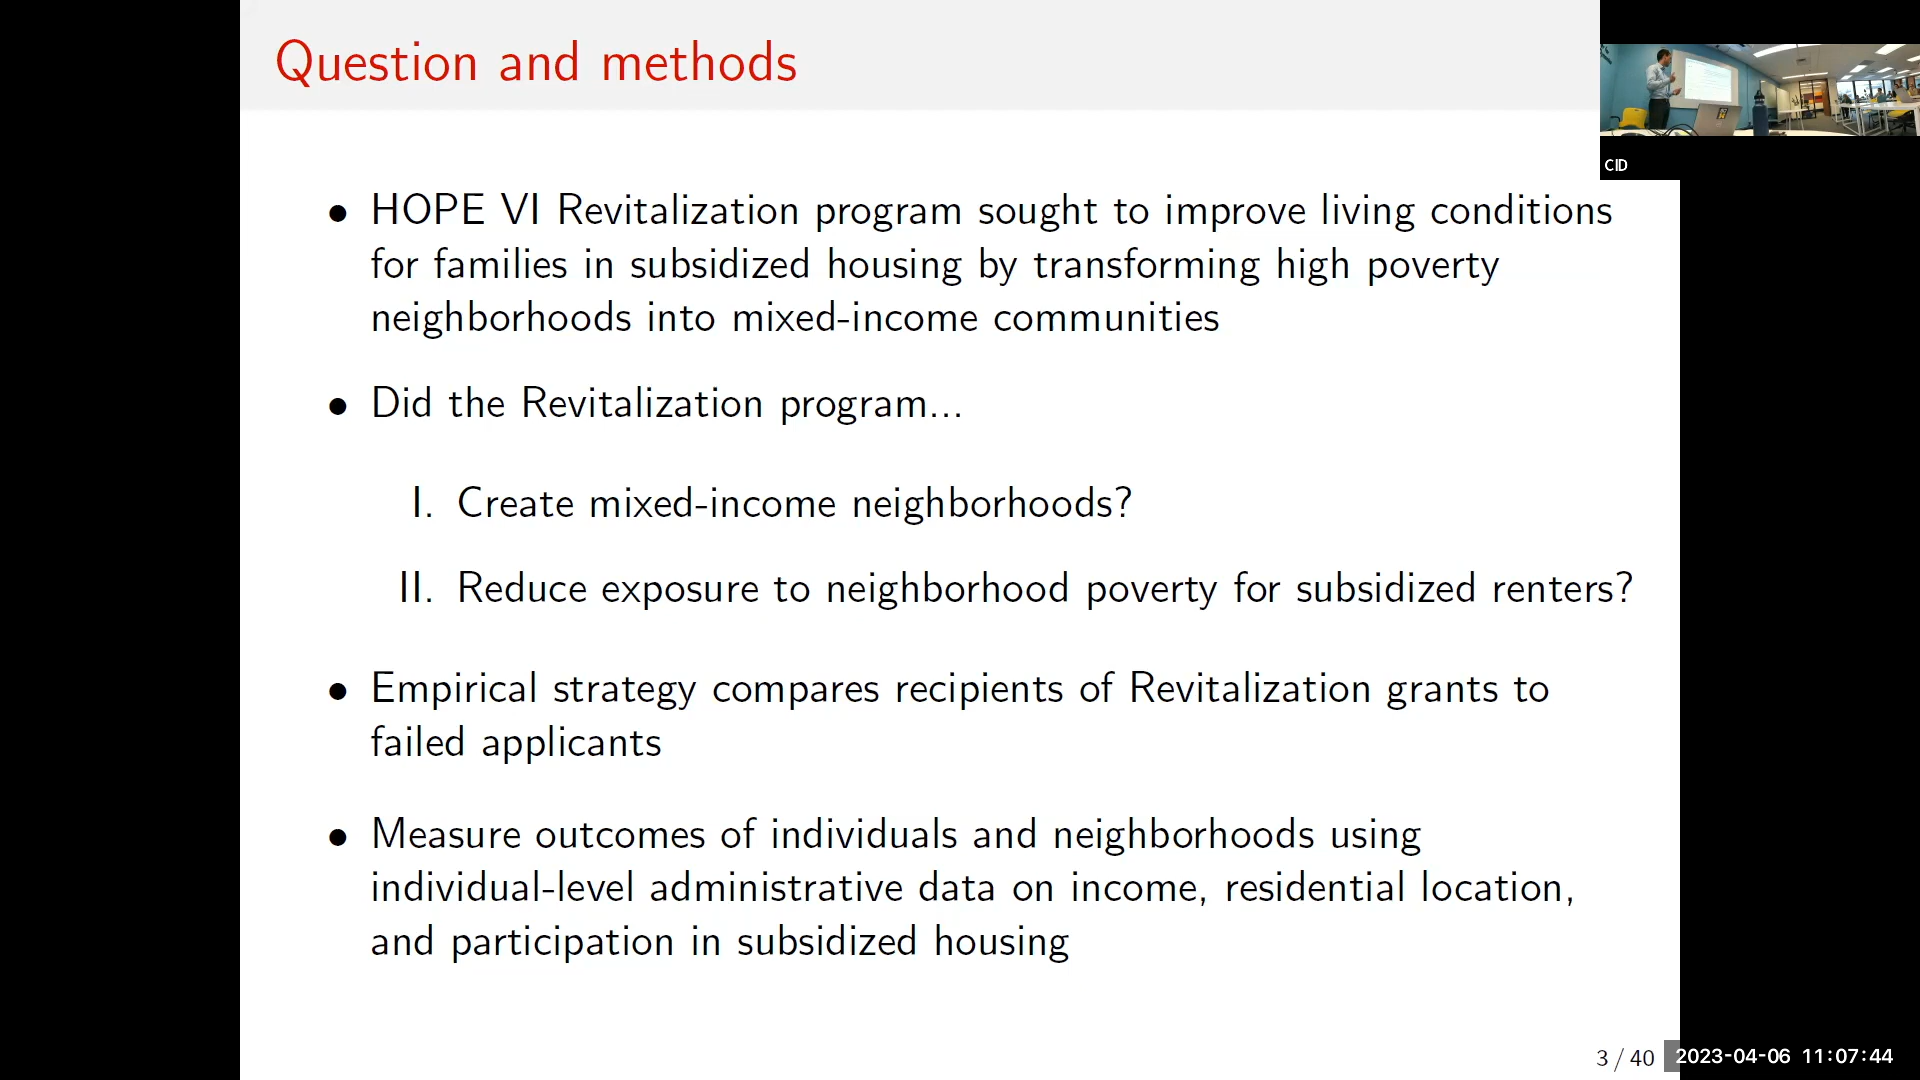 Question and methods
CID
• HOPE VI Revitalization program sought to improve living conditions
for families in subsidized housing by transforming high poverty
neighborhoods into mixed-income communities
• Did the Revitalization program...
I. Create mixed-income neighborhoods?
II. Reduce exposure to neighborhood poverty for subsidized renters?
• Empirical strategy compares recipients of Revitalization grants to
failed applicants
• Measure outcomes of individuals and neighborhoods using
individual-level administrative data on income, residential location,
and participation in subsidized housing
3 / 40
2023-04-06 11:07:44